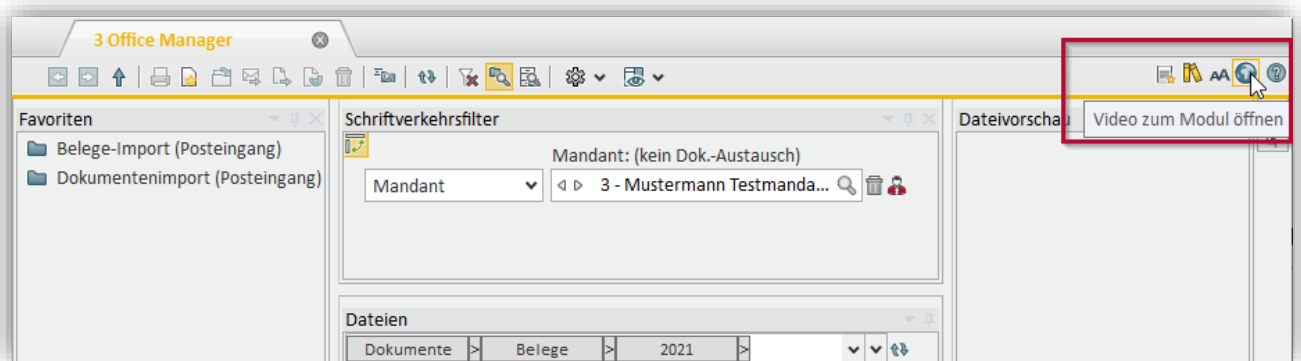 3 Office Manager
AA
Video zum Modul öffnen
Favoriten
Belege-Import (Posteingang)
Dokumentenimport (Posteingang)
Schriftverkehrsfilter
Mandant: (kein Dok.-Austausch)
Mandant
3 - Mustermann Testmanda...
Dateivorschau
Dateien
Dokumente > Belege > 2021 >